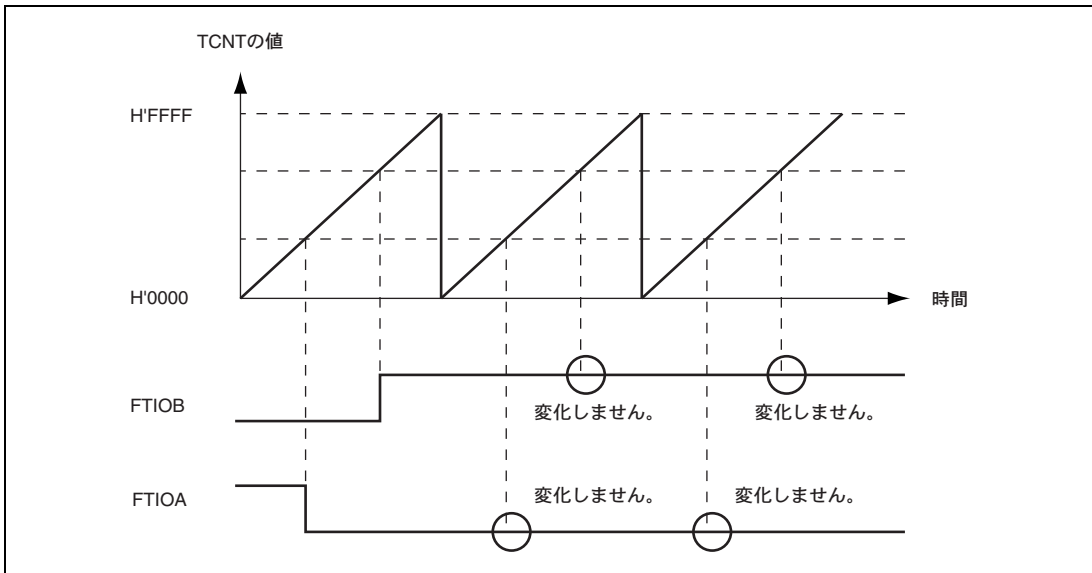 TCNTの値
H'FFFF
H'0000
時間
FTIOB
変化しません。 変化しません。
FTIOA
変化しません。 変化しません。